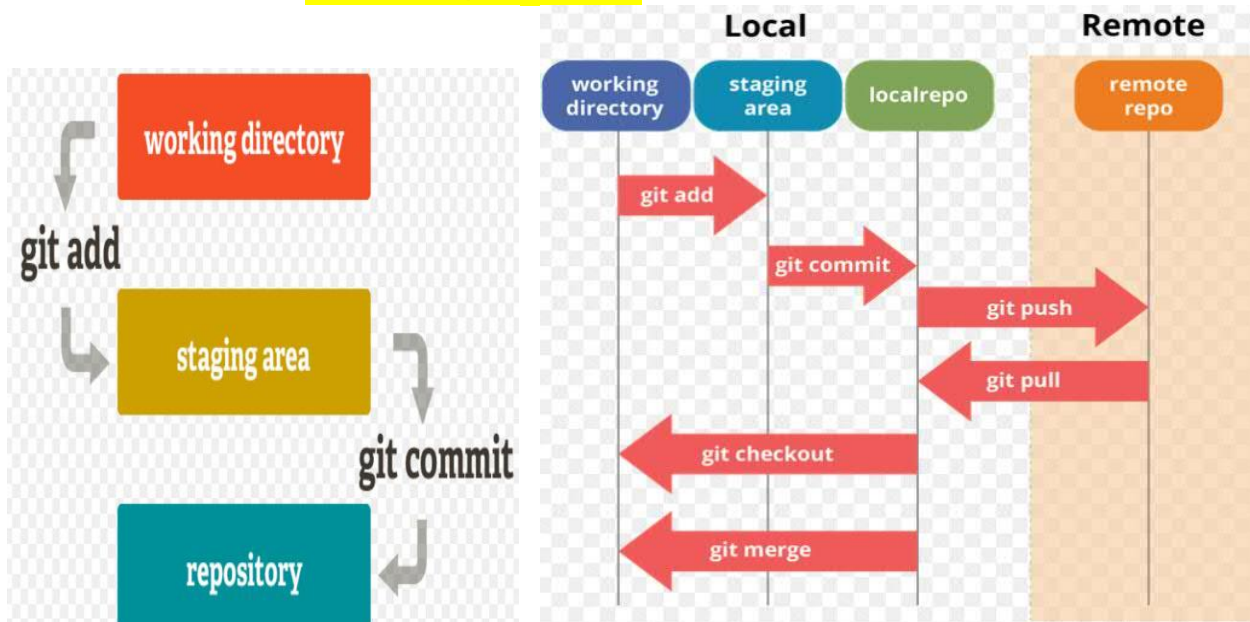 working directory
git add
staging area
git commit
repository
Local
Remote
working
directory
staging
area
localrepo
remote
repo
git add
git commit
git push
git pull
git checkout
git merge